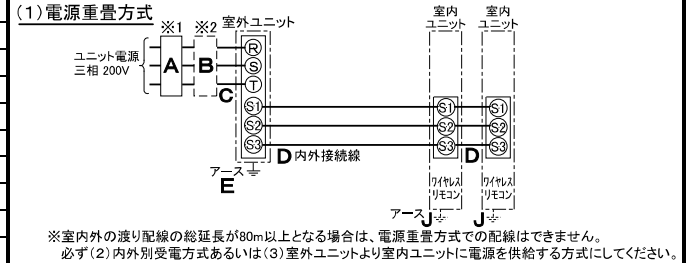 (1)電源重畳方式
※1 ※2 室外ユニット 室内ユニット 室内ユニット
ユニット電源
三相 200V
A B C
R
S
T
S1 S1 S1
S2 S2 S2
S3 S3 S3
D 内外接続線 D
アース
E
ワイヤレスリモコン ワイヤレスリモコン
アース J J
※室内外の渡り配線の総延長が80m以上となる場合は、電源重畳方式での配線はできません。
必ず(2)内外別受電方式あるいは(3)室外ユニットより室内ユニットに電源を供給する方式にしてください。